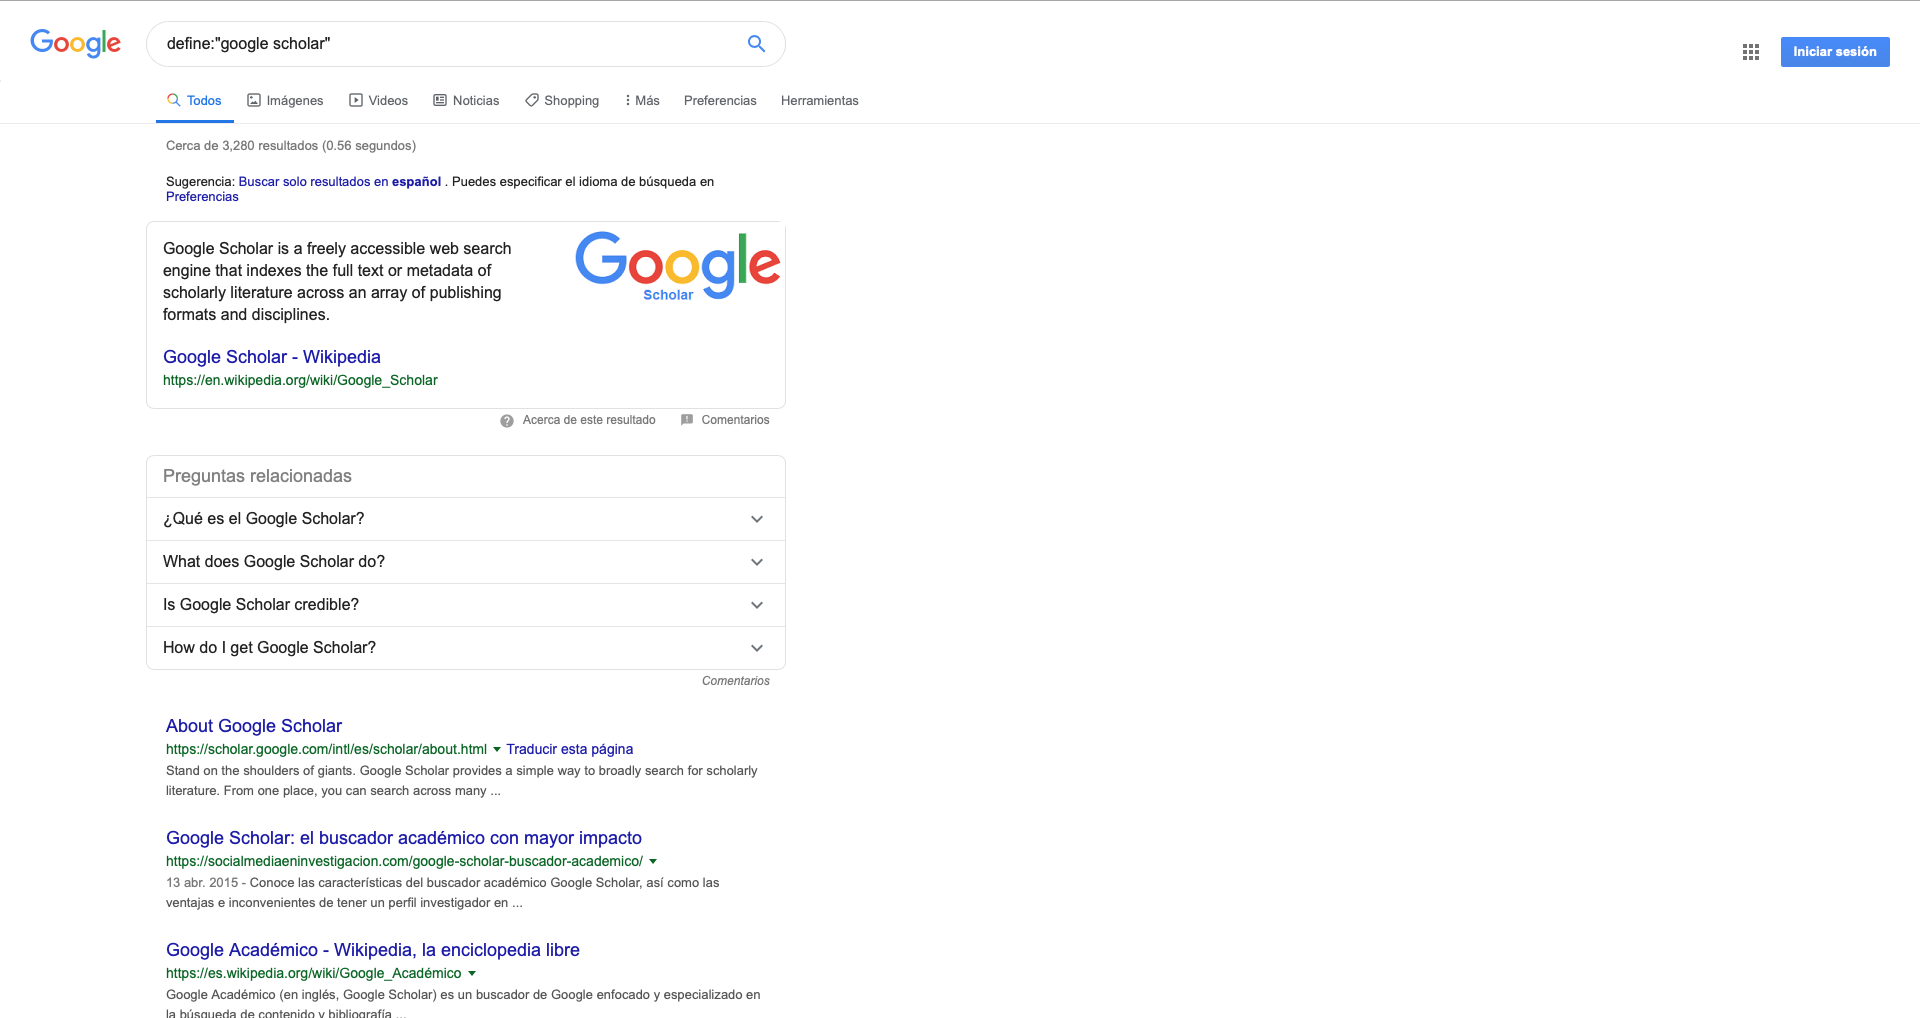 Google
define:"google scholar"
Iniciar sesión
Todos Imágenes Videos Noticias Shopping Más Preferencias Herramientas
Cerca de 3,280 resultados (0.56 segundos)
Sugerencia: Buscar solo resultados en español . Puedes especificar el idioma de búsqueda en
Preferencias
Google Scholar is a freely accessible web search
engine that indexes the full text or metadata of
scholarly literature across an array of publishing
formats and disciplines.
Google
Scholar
Google Scholar - Wikipedia
https://en.wikipedia.org/wiki/Google_Scholar
Acerca de este resultado Comentarios
Preguntas relacionadas
¿Qué es el Google Scholar?
What does Google Scholar do?
Is Google Scholar credible?
How do I get Google Scholar?
Comentarios
About Google Scholar
https://scholar.google.com/intl/es/scholar/about.html Traducir esta página
Stand on the shoulders of giants. Google Scholar provides a simple way to broadly search for scholarly
literature. From one place, you can search across many ...
Google Scholar: el buscador académico con mayor impacto
https://socialmediaeninvestigacion.com/google-scholar-buscador-academico/
13 abr. 2015 - Conoce las características del buscador académico Google Scholar, así como las
ventajas e inconvenientes de tener un perfil investigador en ...
Google Académico - Wikipedia, la enciclopedia libre
https://es.wikipedia.org/wiki/Google_Académico
Google Académico (en inglés, Google Scholar) es un buscador de Google enfocado y especializado en
la búsqueda de contenido y bibliografía ...